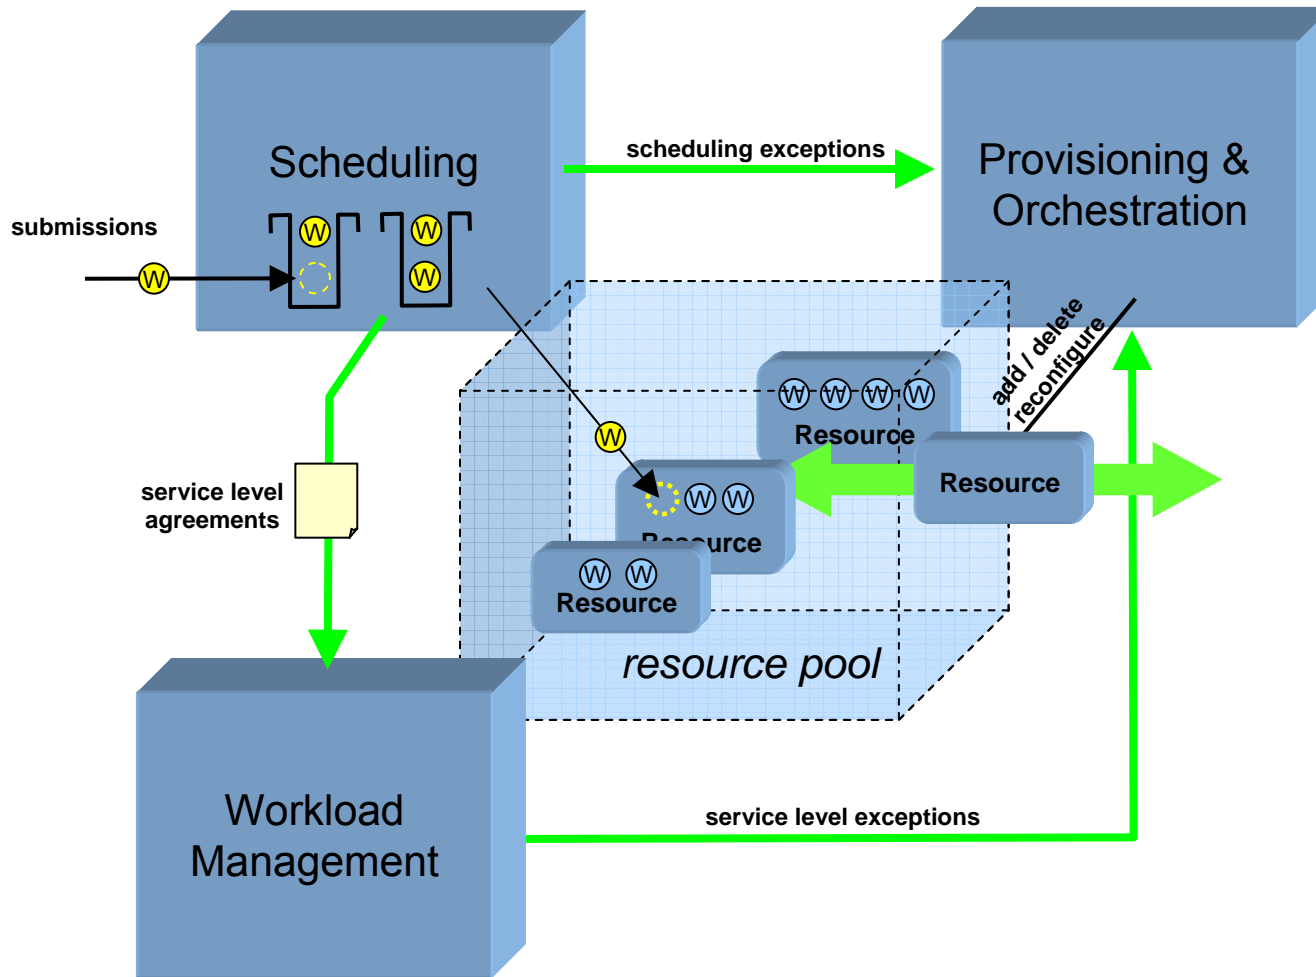 Scheduling
scheduling exceptions
Provisioning &
Orchestration
submissions
W
W
W
W
W
add / delete
reconfigure
W W W W
Resource
W
Resource
W W
Resource
W W
Resource
service level
agreements
resource pool
Workload
Management
service level exceptions